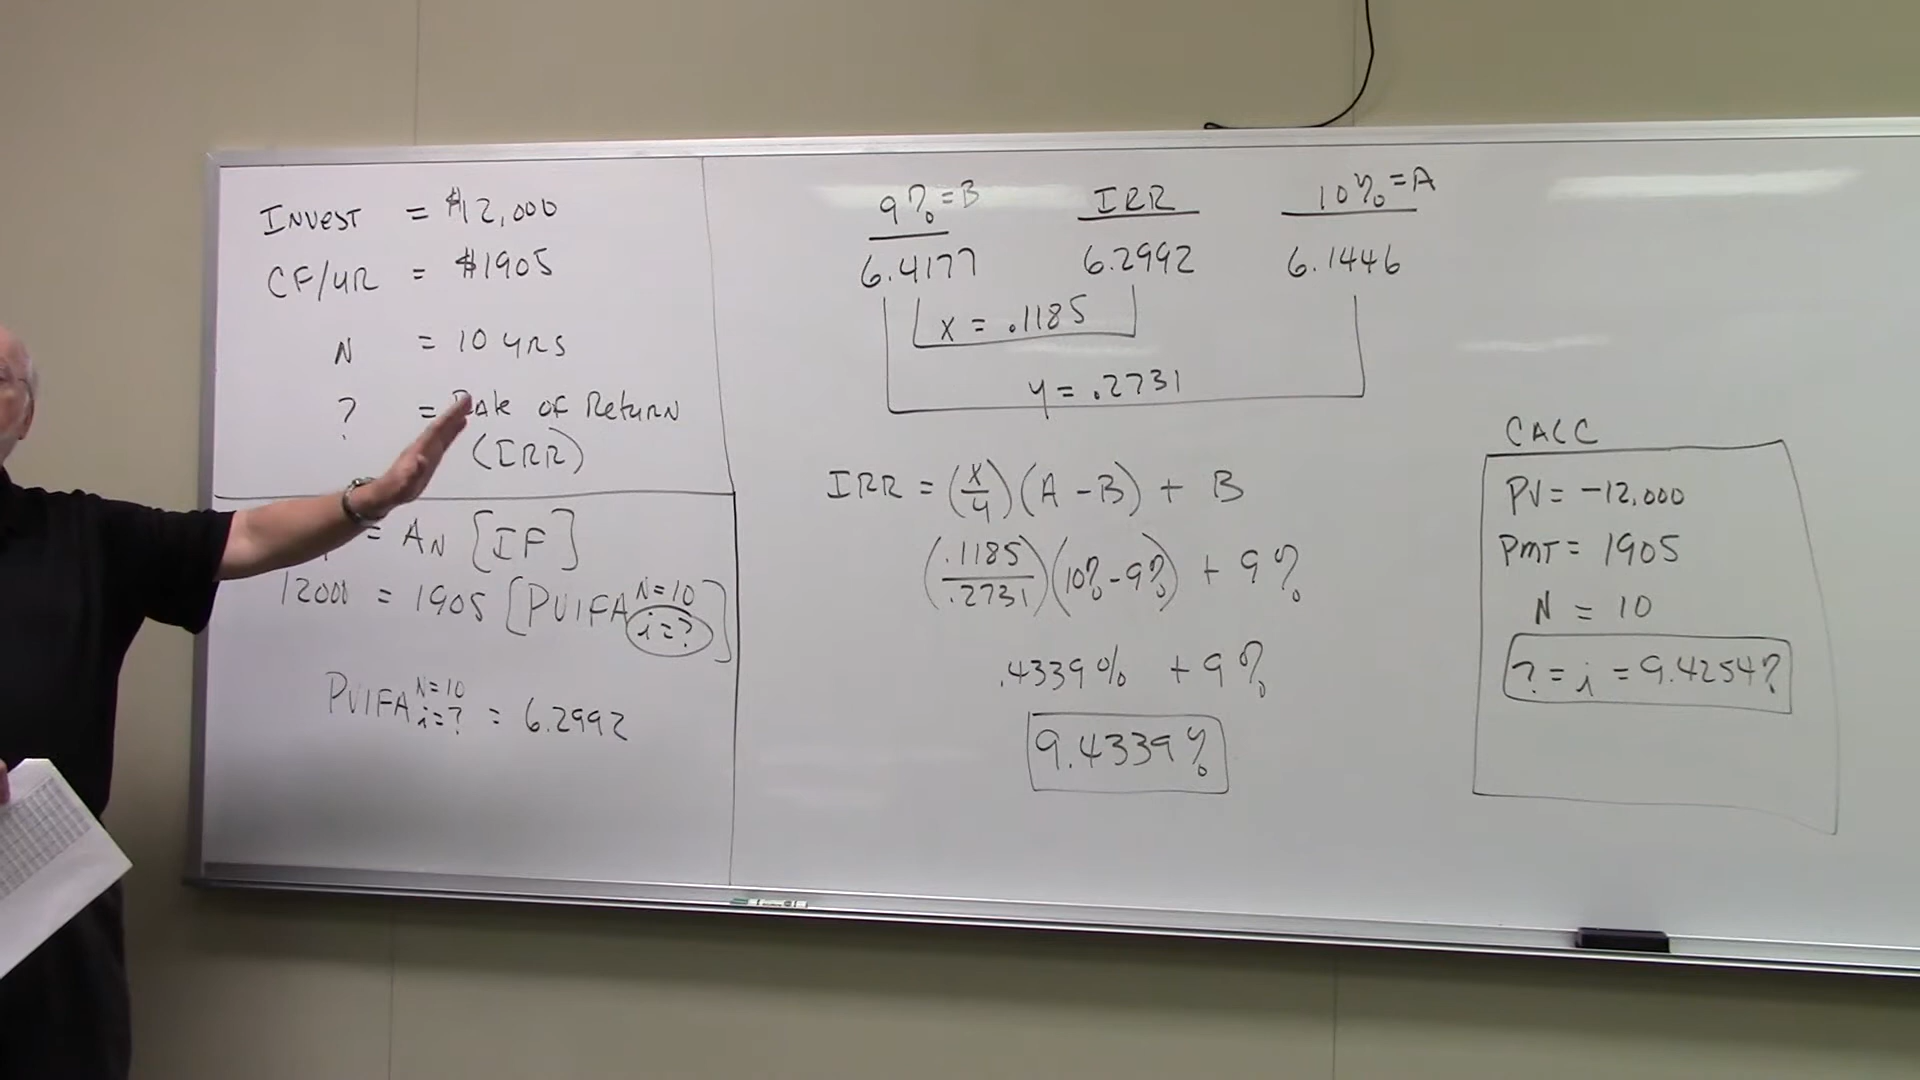 INVEST = $12,000
CF/YR = $1905
N = 10 YRS
? = Rate of Return
(IRR)
= AN [IF]
12000 = 1905 [PVIFA N=10 i=?]
PVIFA N=10 i=? = 6.2992
9% = B IRR 10% = A
6.4177 6.2992 6.1446
X = .1185
Y = .2731
IRR = (X/Y) (A - B) + B
(.1185/.2731) (10% - 9%) + 9%
.4339% + 9%
9.4339%
CALC
PV = -12,000
PMT = 1905
N = 10
? = i = 9.4254%